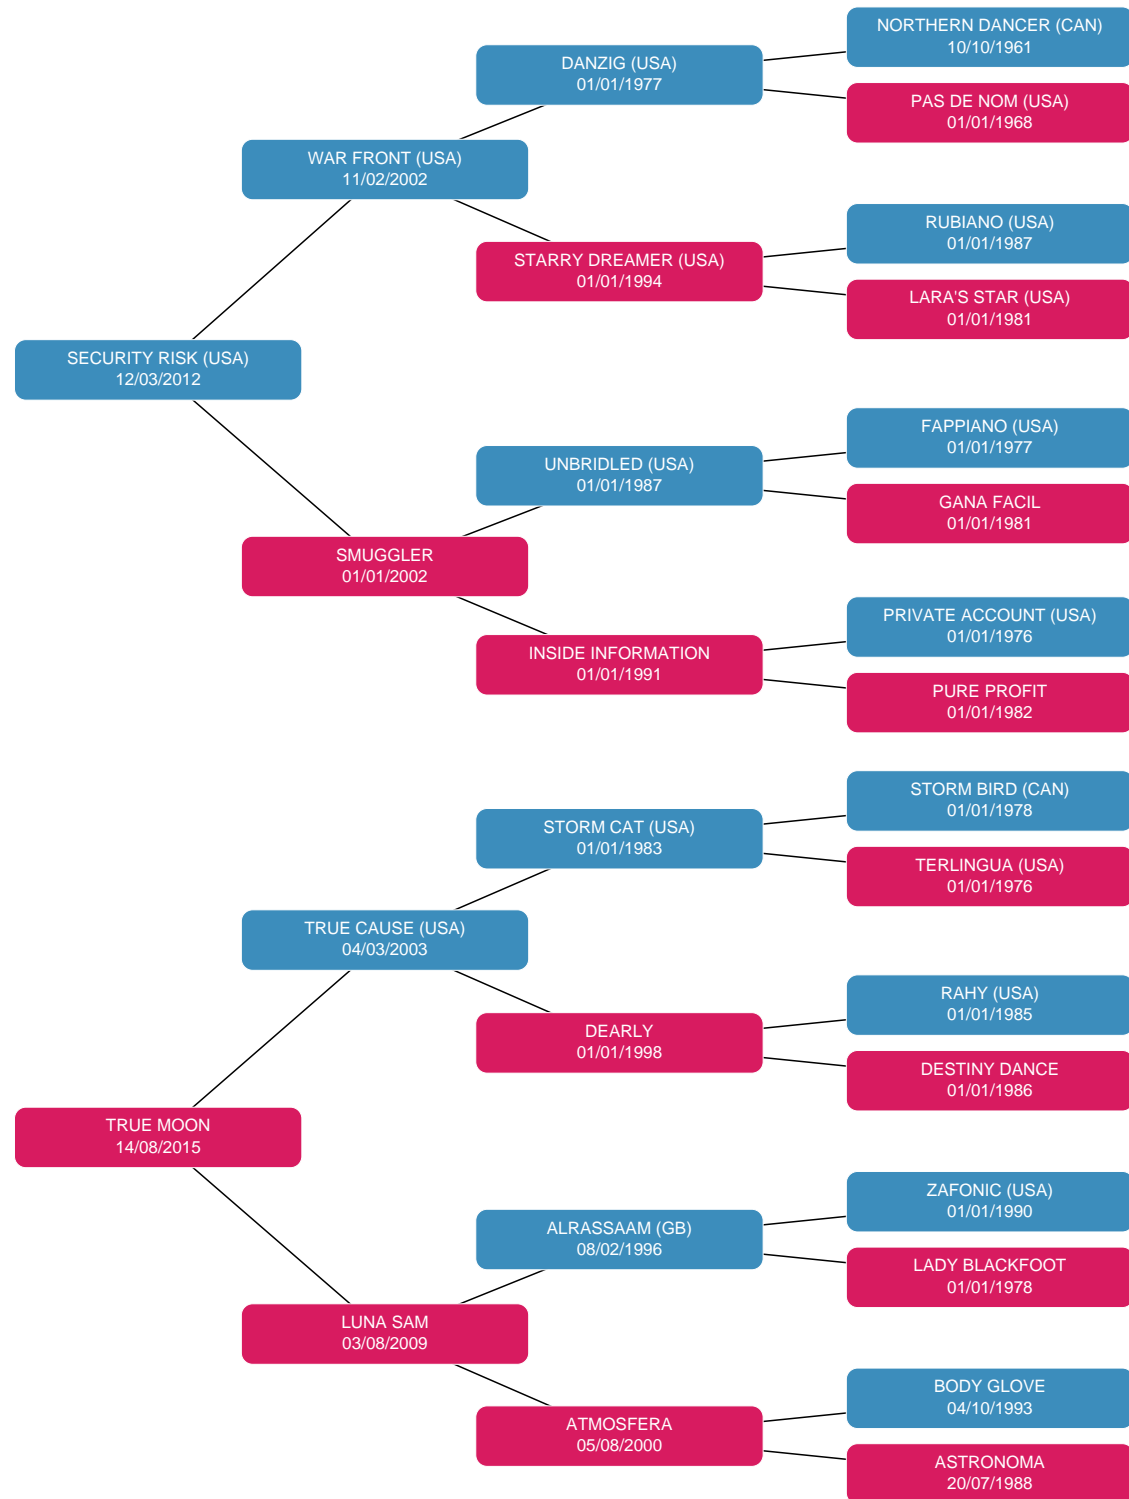 NORTHERN DANCER (CAN)
10/10/1961
DANZIG (USA)
01/01/1977
PAS DE NOM (USA)
01/01/1968
WAR FRONT (USA)
11/02/2002
RUBIANO (USA)
01/01/1987
STARRY DREAMER (USA)
01/01/1994
LARA'S STAR (USA)
01/01/1981
SECURITY RISK (USA)
12/03/2012
FAPPIANO (USA)
01/01/1977
UNBRIDLED (USA)
01/01/1987
GANA FACIL
01/01/1981
SMUGGLER
01/01/2002
PRIVATE ACCOUNT (USA)
01/01/1976
INSIDE INFORMATION
01/01/1991
PURE PROFIT
01/01/1982
STORM BIRD (CAN)
01/01/1978
STORM CAT (USA)
01/01/1983
TERLINGUA (USA)
01/01/1976
TRUE CAUSE (USA)
04/03/2003
RAHY (USA)
01/01/1985
DEARLY
01/01/1998
DESTINY DANCE
01/01/1986
TRUE MOON
14/08/2015
ZAFONIC (USA)
01/01/1990
ALRASSAAM (GB)
08/02/1996
LADY BLACKFOOT
01/01/1978
LUNA SAM
03/08/2009
BODY GLOVE
04/10/1993
ATMOSFERA
05/08/2000
ASTRONOMA
20/07/1988